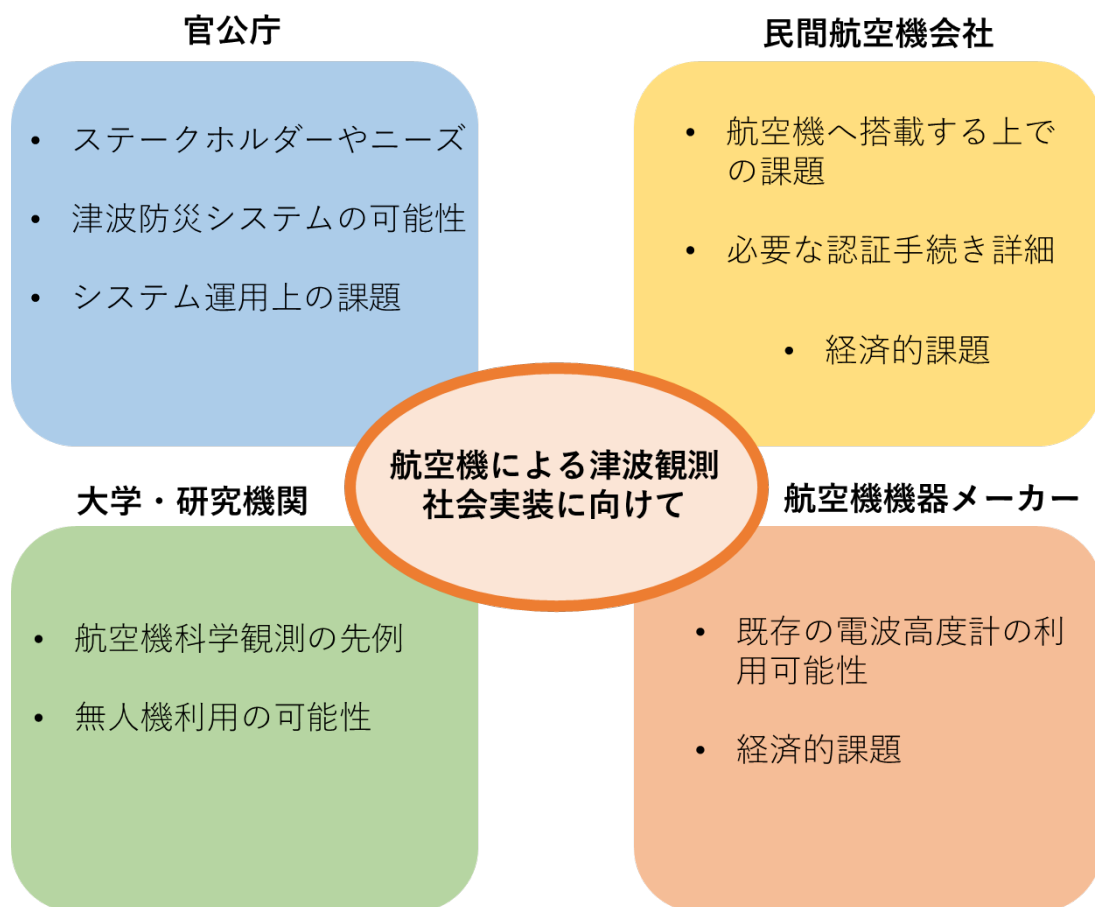 官公庁
• ステークホルダーやニーズ
• 津波防災システムの可能性
• システム運用上の課題
民間航空機会社
• 航空機へ搭載する上で
の課題
• 必要な認証手続き詳細
• 経済的課題
航空機による津波観測
社会実装に向けて
大学・研究機関
• 航空機科学観測の先例
• 無人機利用の可能性
航空機機器メーカー
• 既存の電波高度計の利
用可能性
• 経済的課題